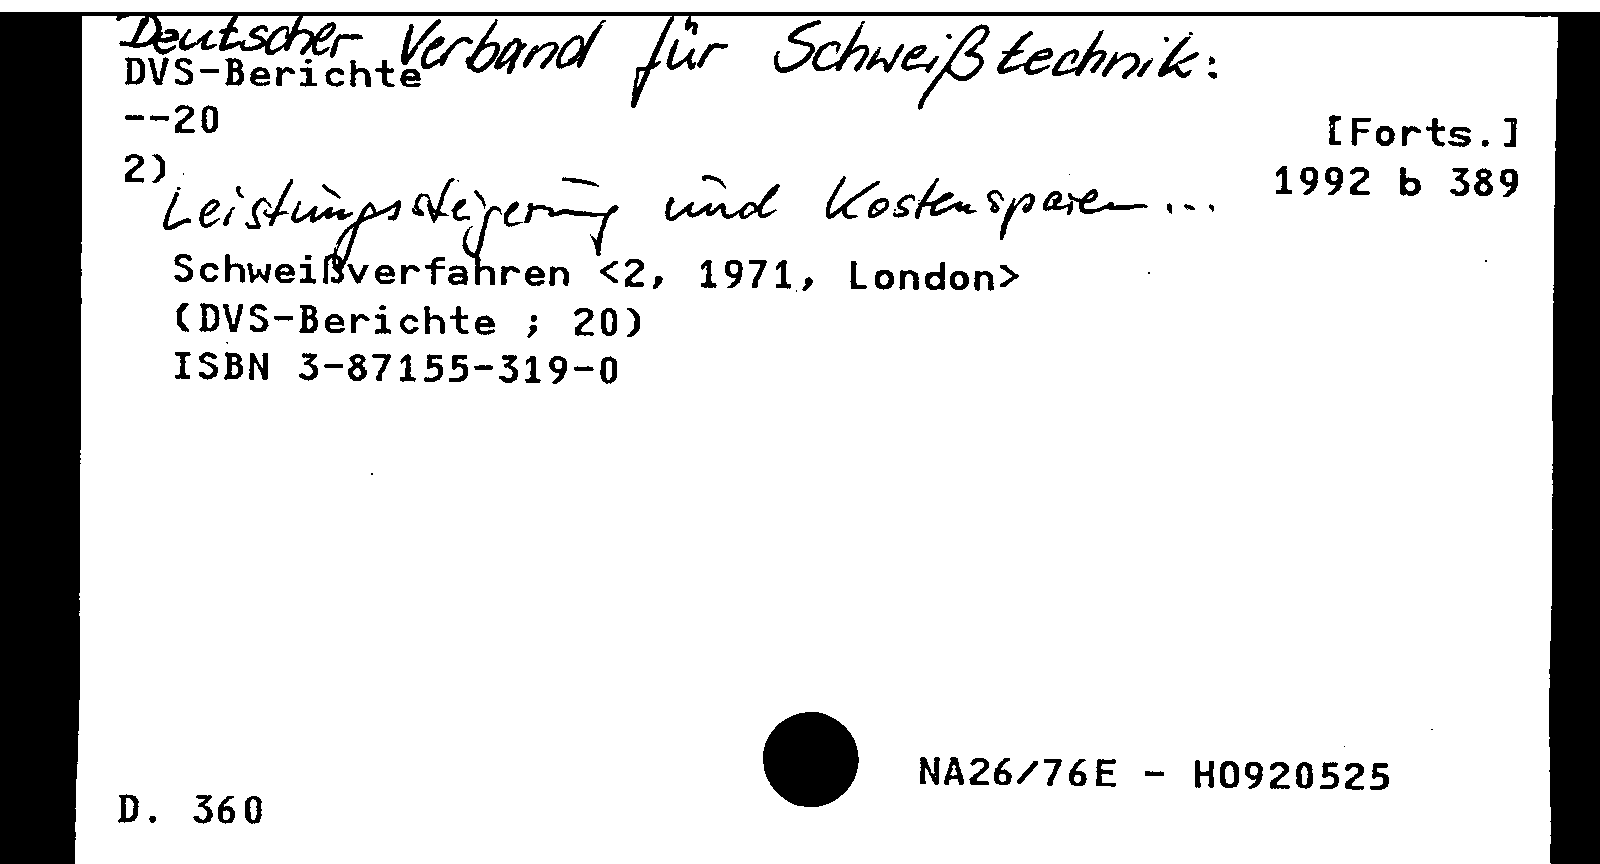 Deutscher Verband für Schweißtechnik:
DVS-Berichte
--20
[Forts.]
2)
1992 b 389
Leistungssteigerung und Kostensparen...
Schweißverfahren <2, 1971, London>
(DVS-Berichte ; 20)
ISBN 3-87155-319-0
NA26/76E - HO920525
D. 360